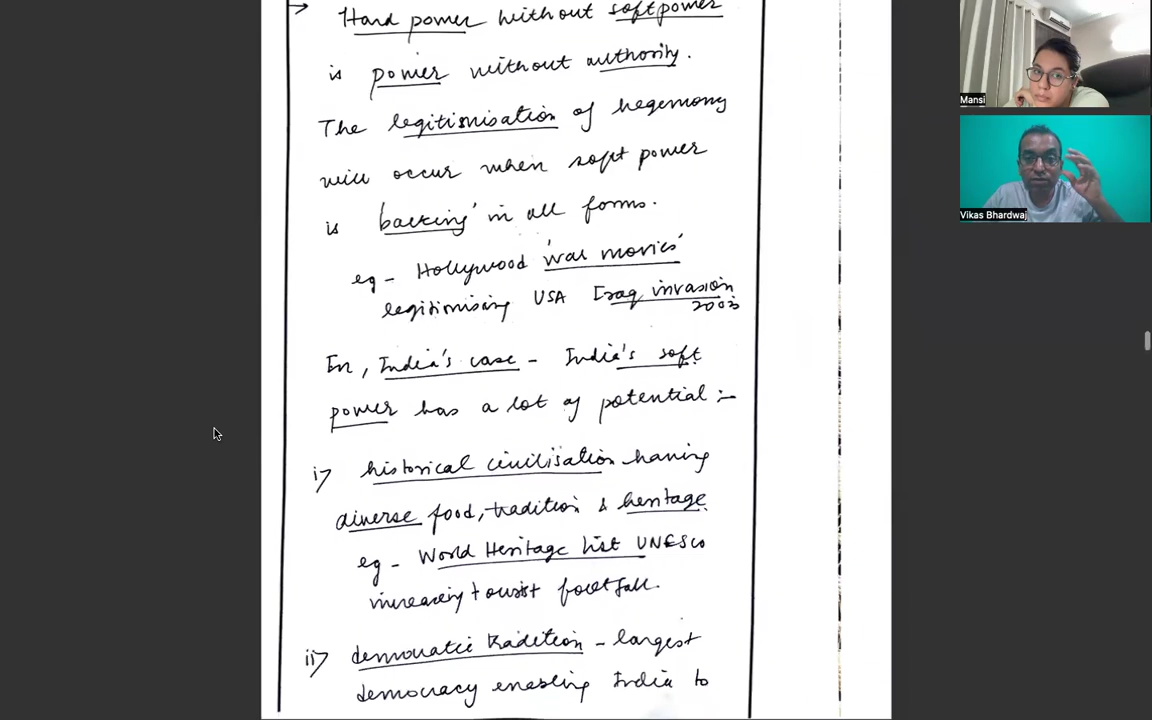 → Hard power without soft power
is power without authority.
The legitimisation of hegemony
will occur when soft power
is backing' in all forms.
eg - Hollywood 'war movies'
legitimising USA Iraq invasion
2003
In, India's case - India's soft
power has a lot of potential :-
i) historical civilisation having
diverse food, tradition & heritage.
eg - World Heritage List UNESCO
increasing tourist footfall.
ii) democratic tradition - largest
democracy enabling India to
Mansi
Vikas Bhardwaj